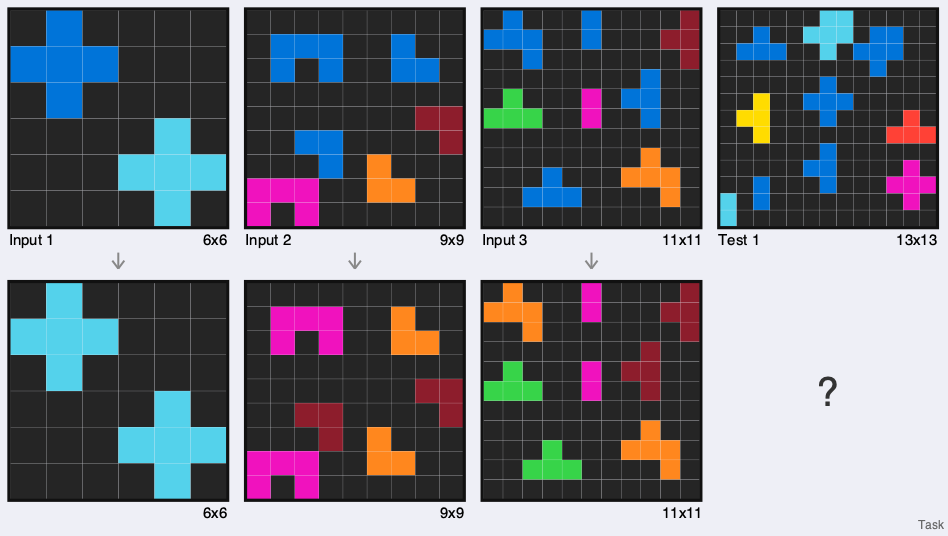 Input 1 6x6
Input 2 9x9
Input 3 11x11
Test 1 13x13
?
6x6
9x9
11x11
Task